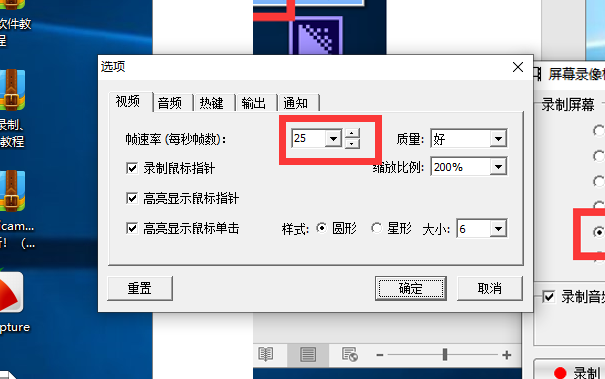 软件教
程
录制、
教程
cam...
新！（...
pture
选项
视频 音频 热键 输出 通知
帧速率 (每秒帧数): 25 质量: 好
录制鼠标指针 缩放比例: 200%
高亮显示鼠标指针
高亮显示鼠标单击 样式: 圆形 星形 大小: 6
重置 确定 取消
屏幕录像
录制屏幕
录制音频
录制